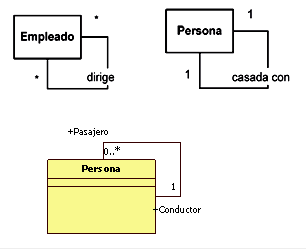 *
Empleado
*
dirige
1
Persona
1
casada con
+Pasajero
0..*
Persona
1
+Conductor